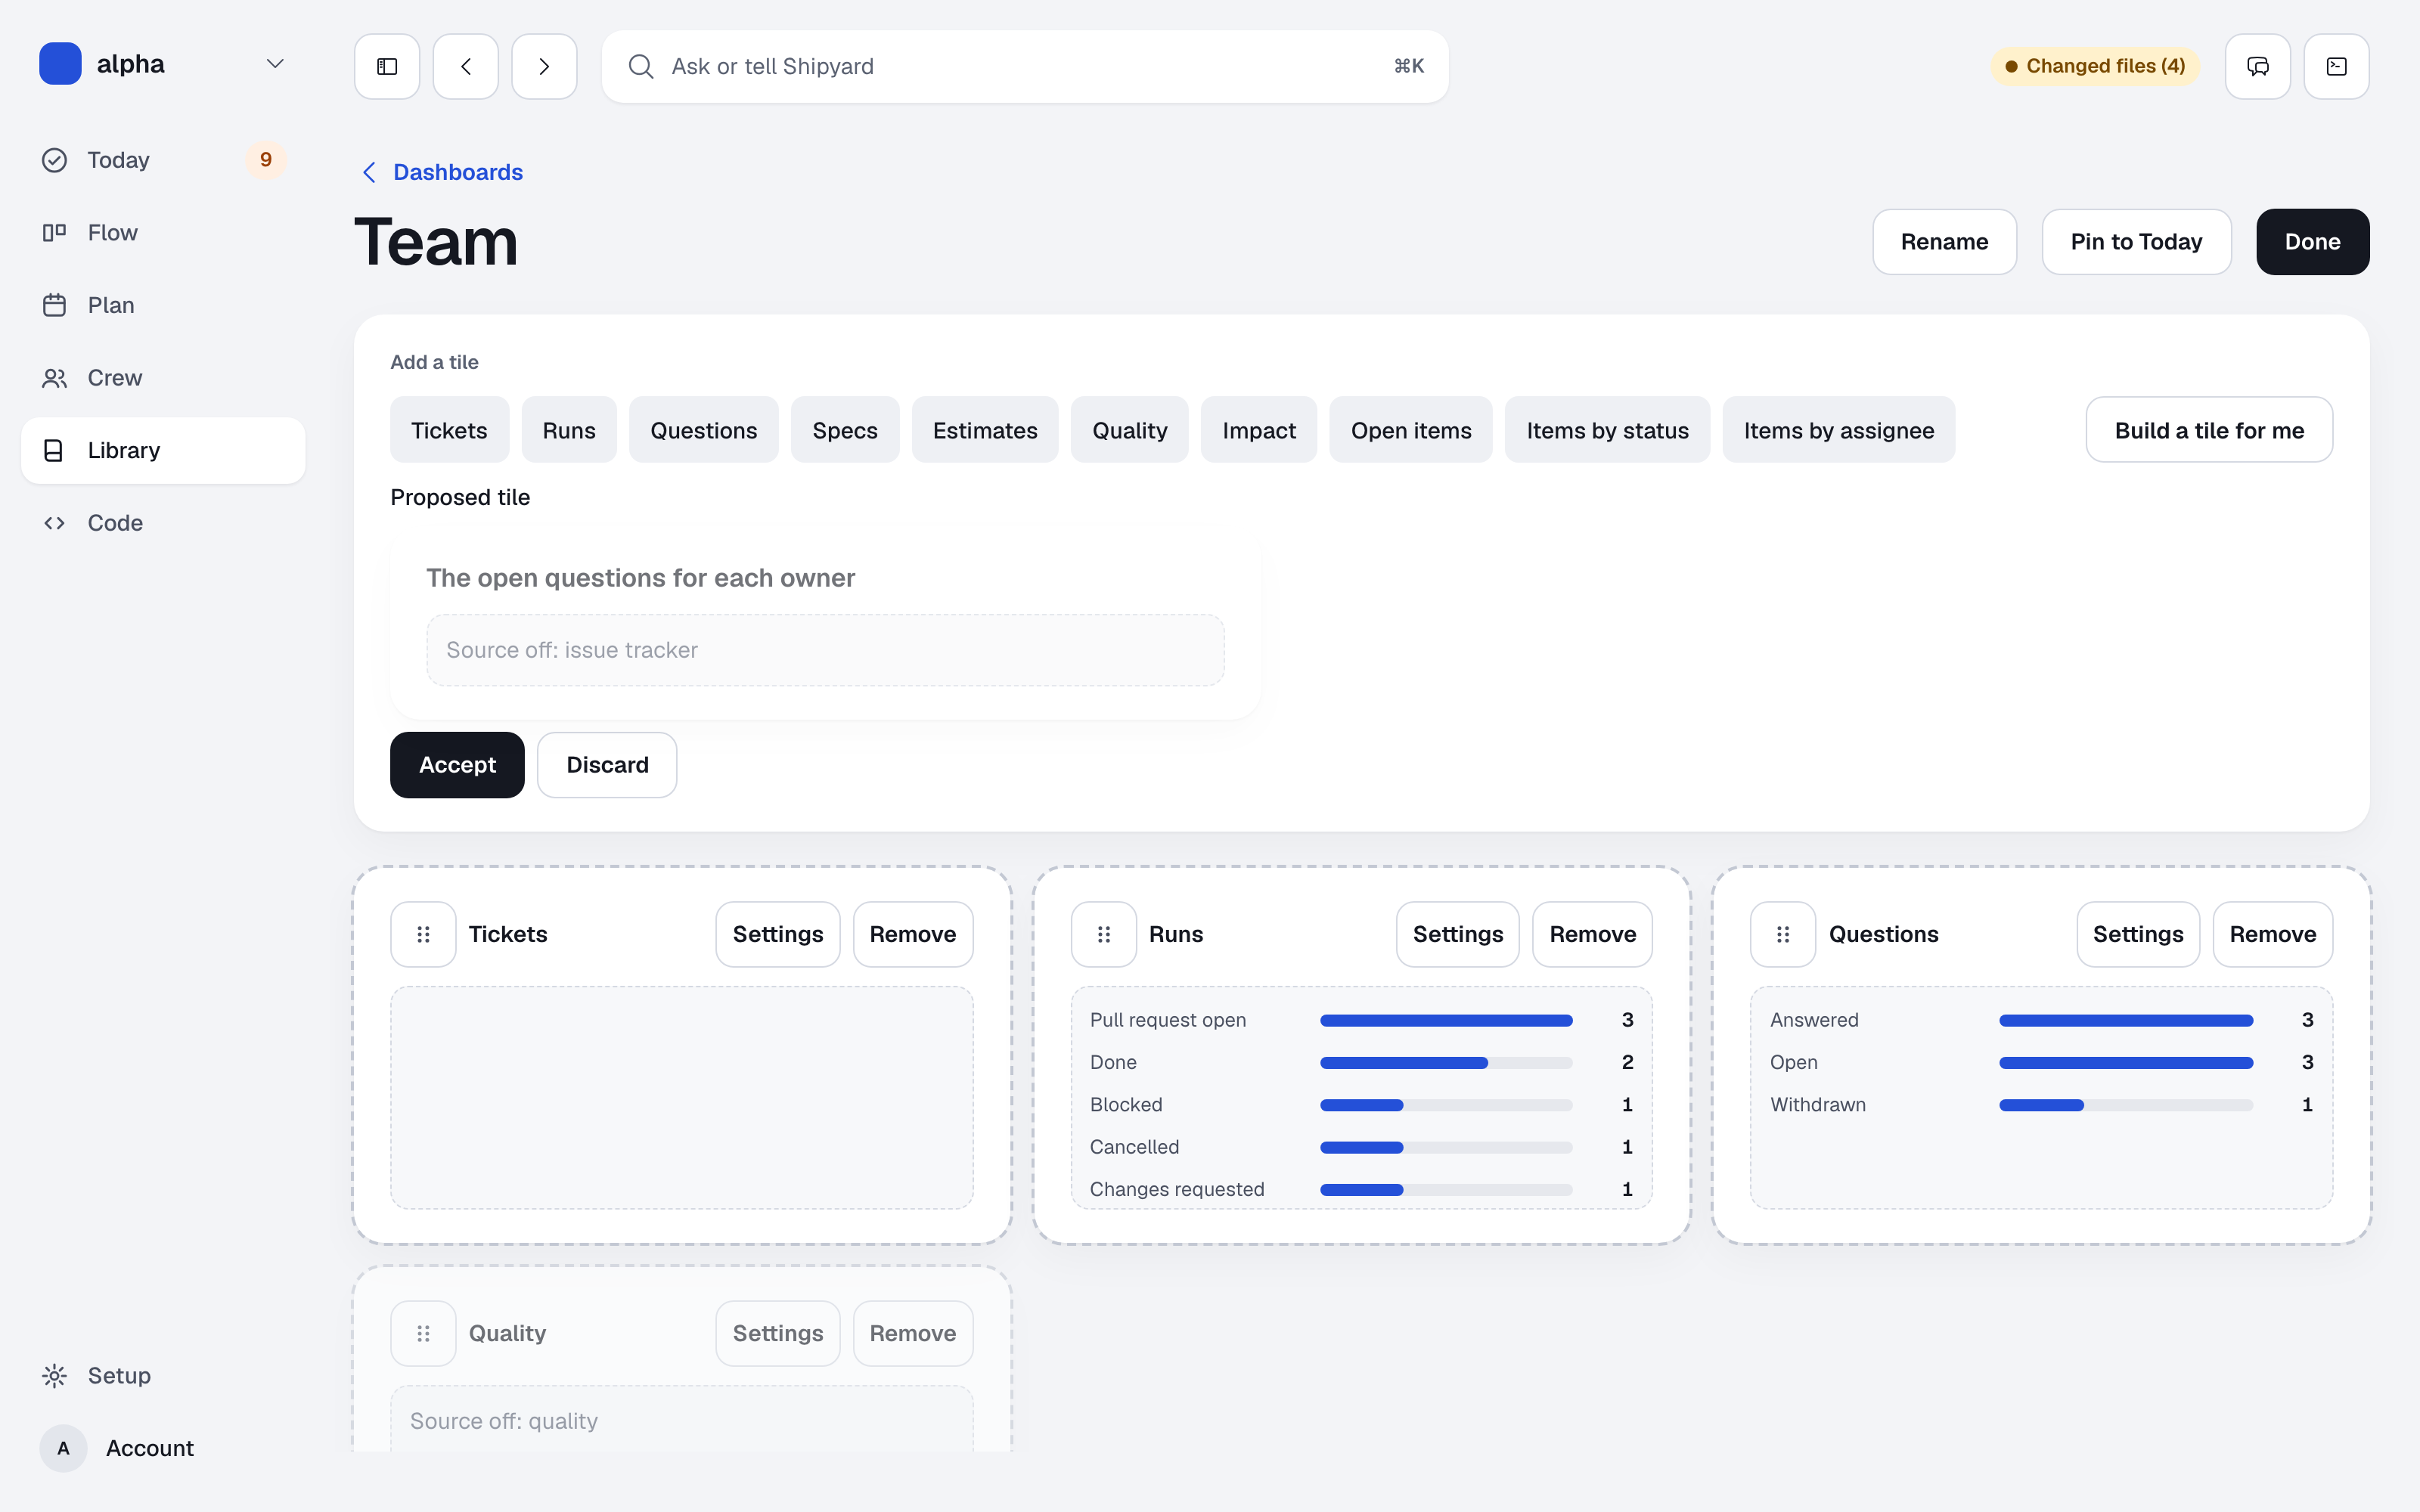 alpha
Ask or tell Shipyard
⌘K
Changed files (4)
Today
9
Flow
Plan
Crew
Library
Code
Setup
A
Account
Dashboards
Team
Rename
Pin to Today
Done
Add a tile
Tickets
Runs
Questions
Specs
Estimates
Quality
Impact
Open items
Items by status
Items by assignee
Build a tile for me
Proposed tile
The open questions for each owner
Source off: issue tracker
Accept
Discard
Tickets
Settings
Remove
Runs
Settings
Remove
Pull request open
3
Done
2
Blocked
1
Cancelled
1
Changes requested
1
Questions
Settings
Remove
Answered
3
Open
3
Withdrawn
1
Quality
Settings
Remove
Source off: quality